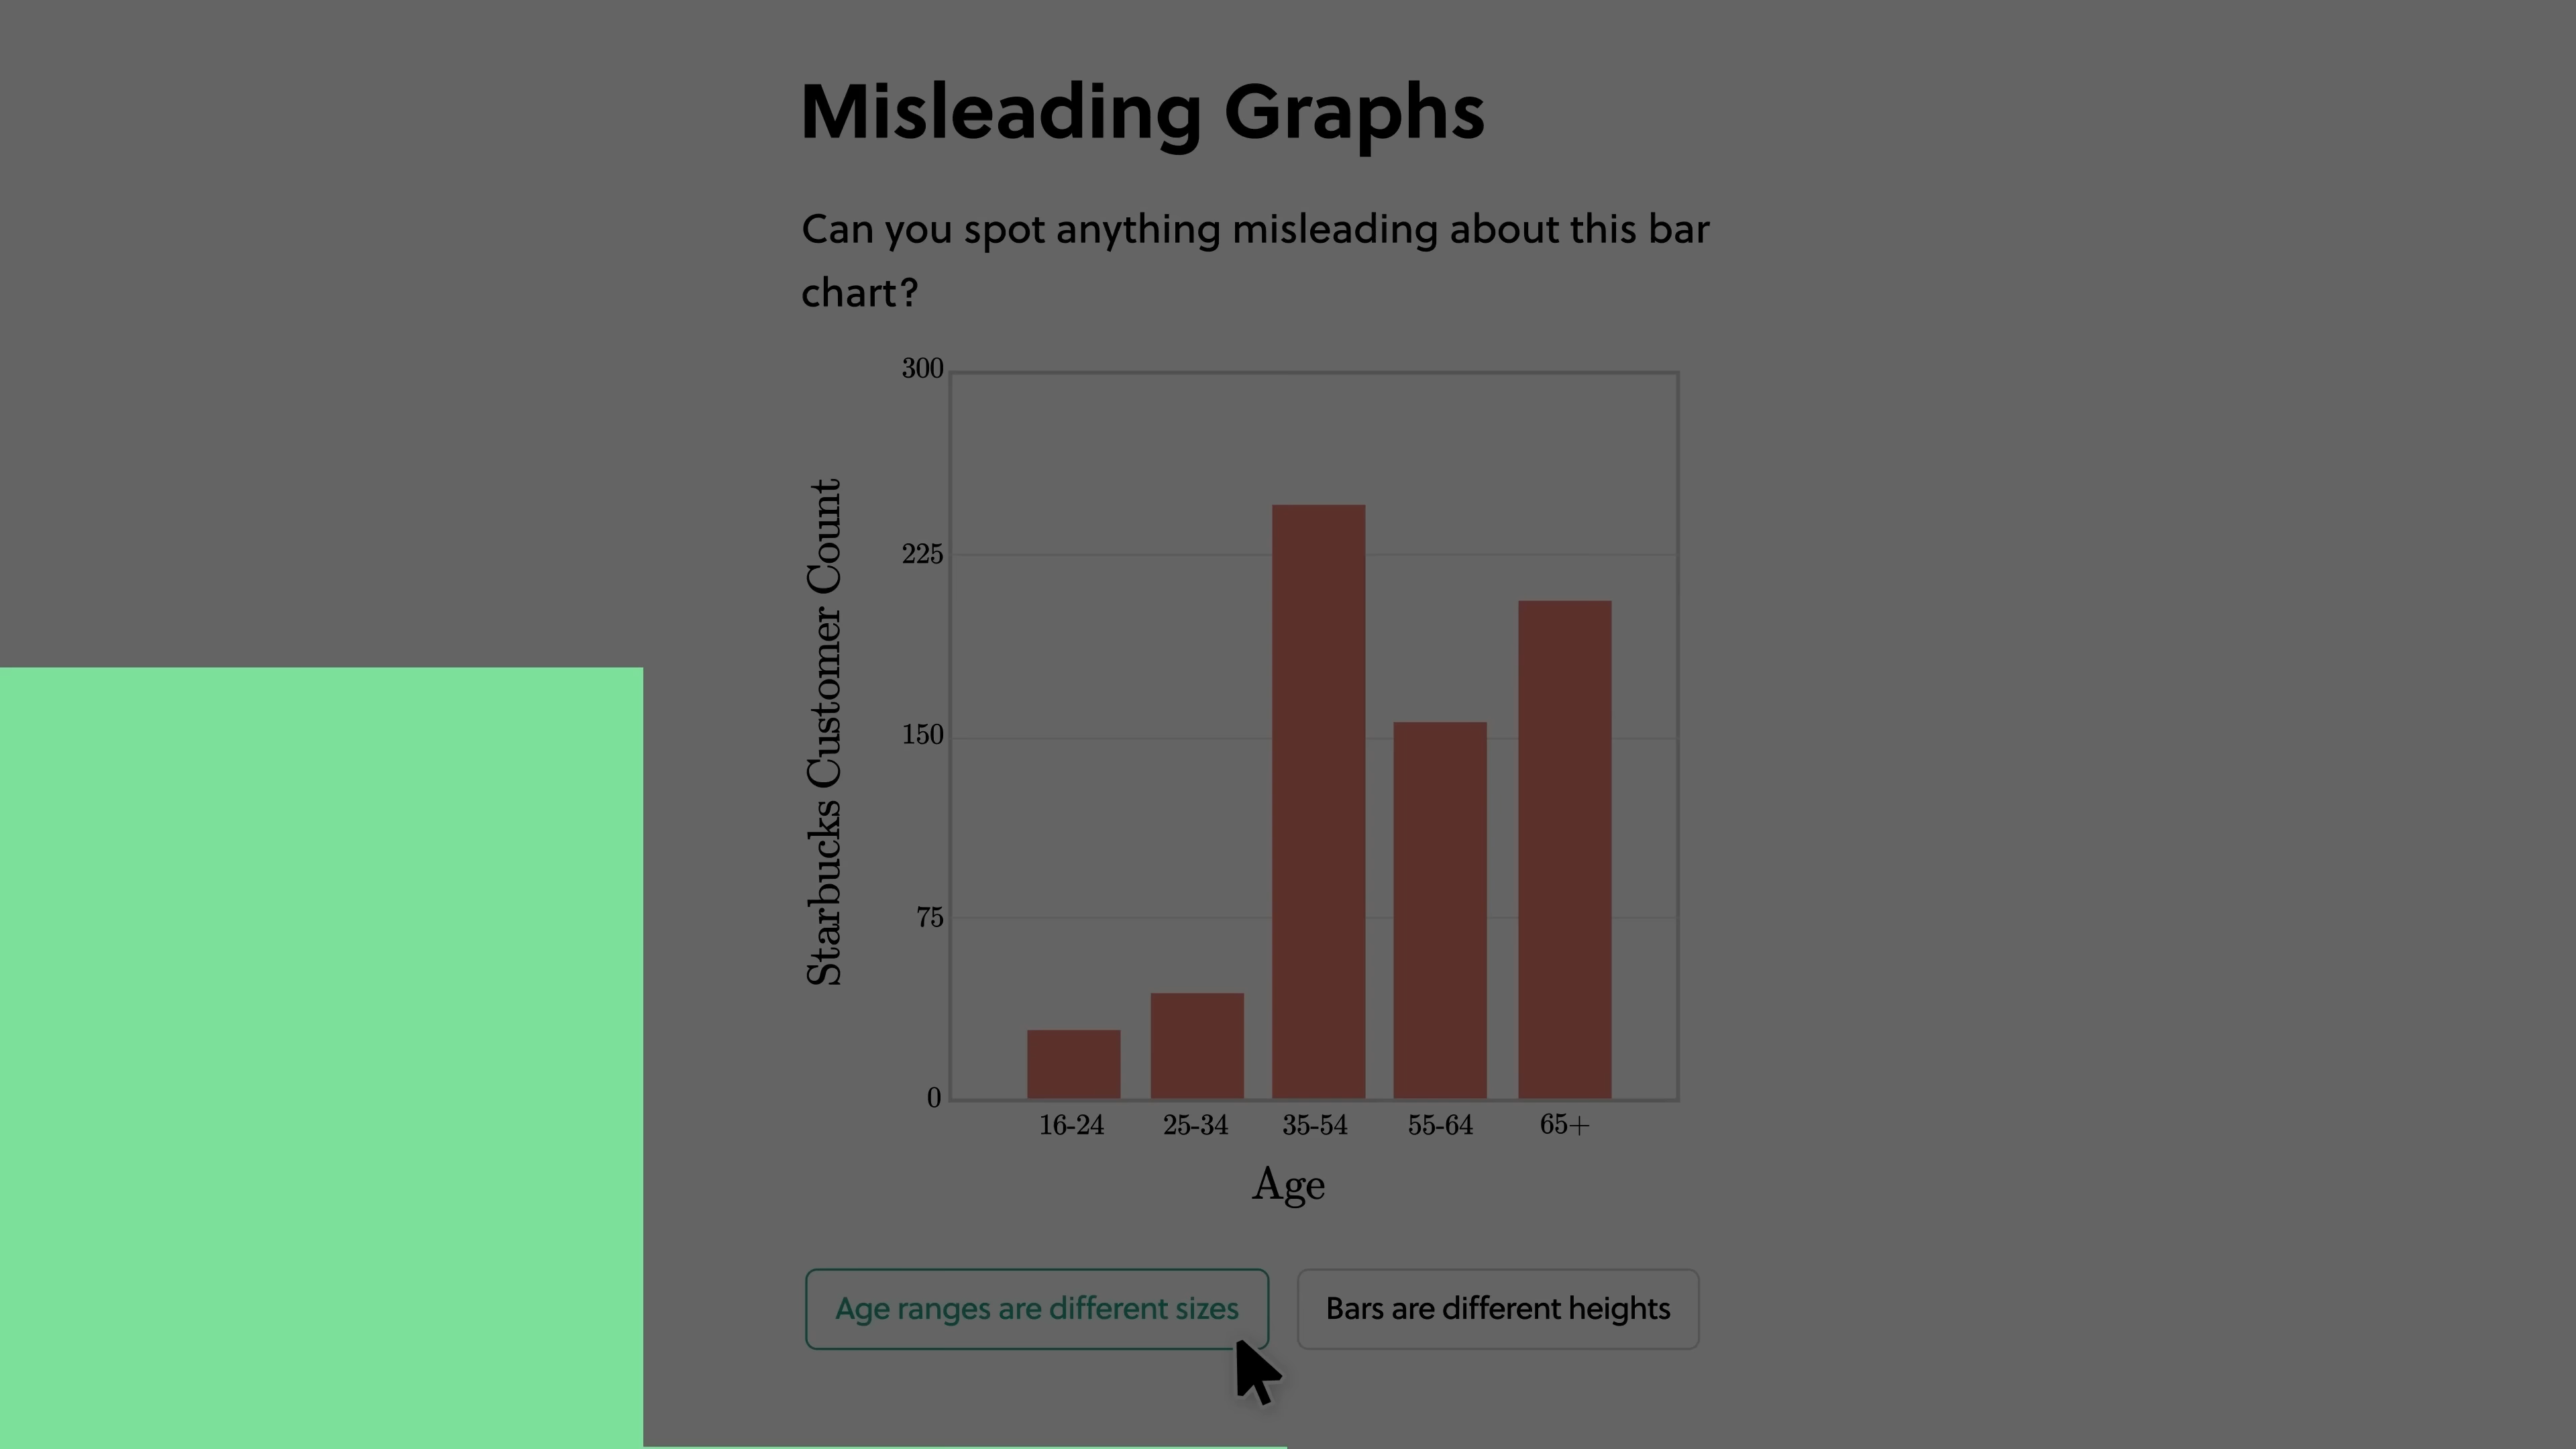 Misleading Graphs
Can you spot anything misleading about this bar
chart?
300
225
150
75
0
Starbucks Customer Count
16-24 25-34 35-54 55-64 65+
Age
Age ranges are different sizes
Bars are different heights